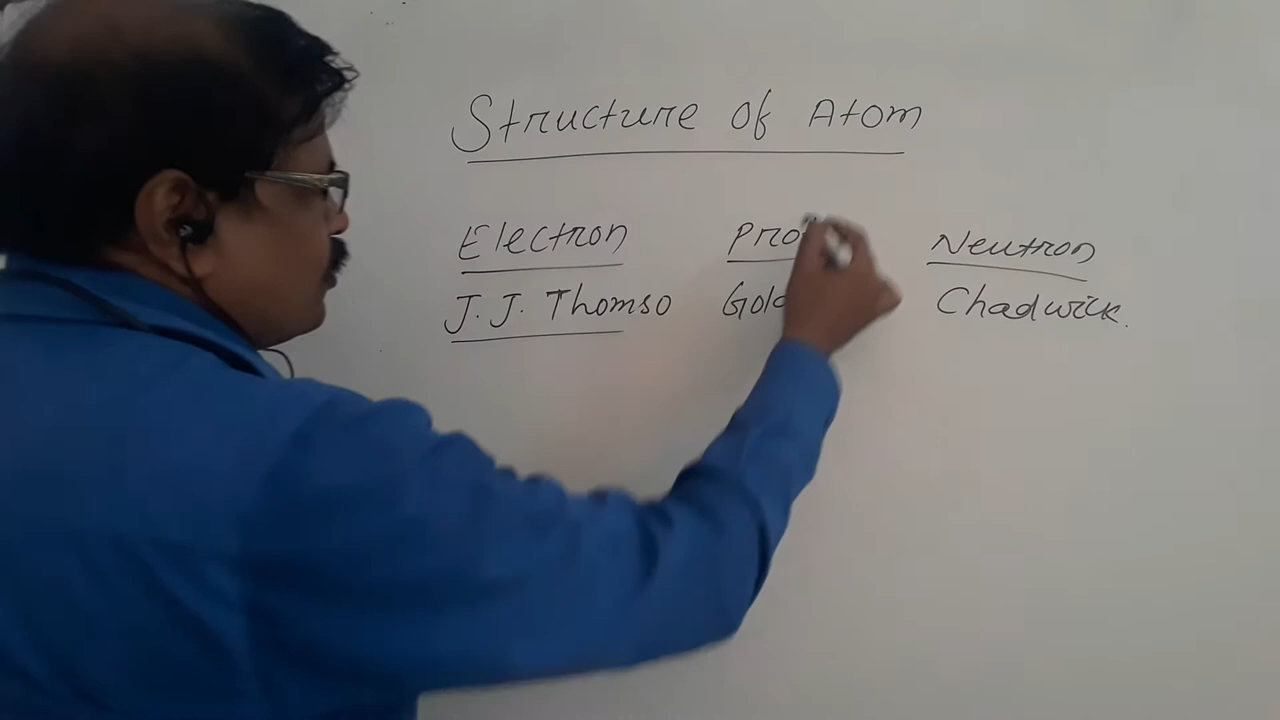 Structure of Atom
Electron Neutron
J. J. Thomso Chadwick.